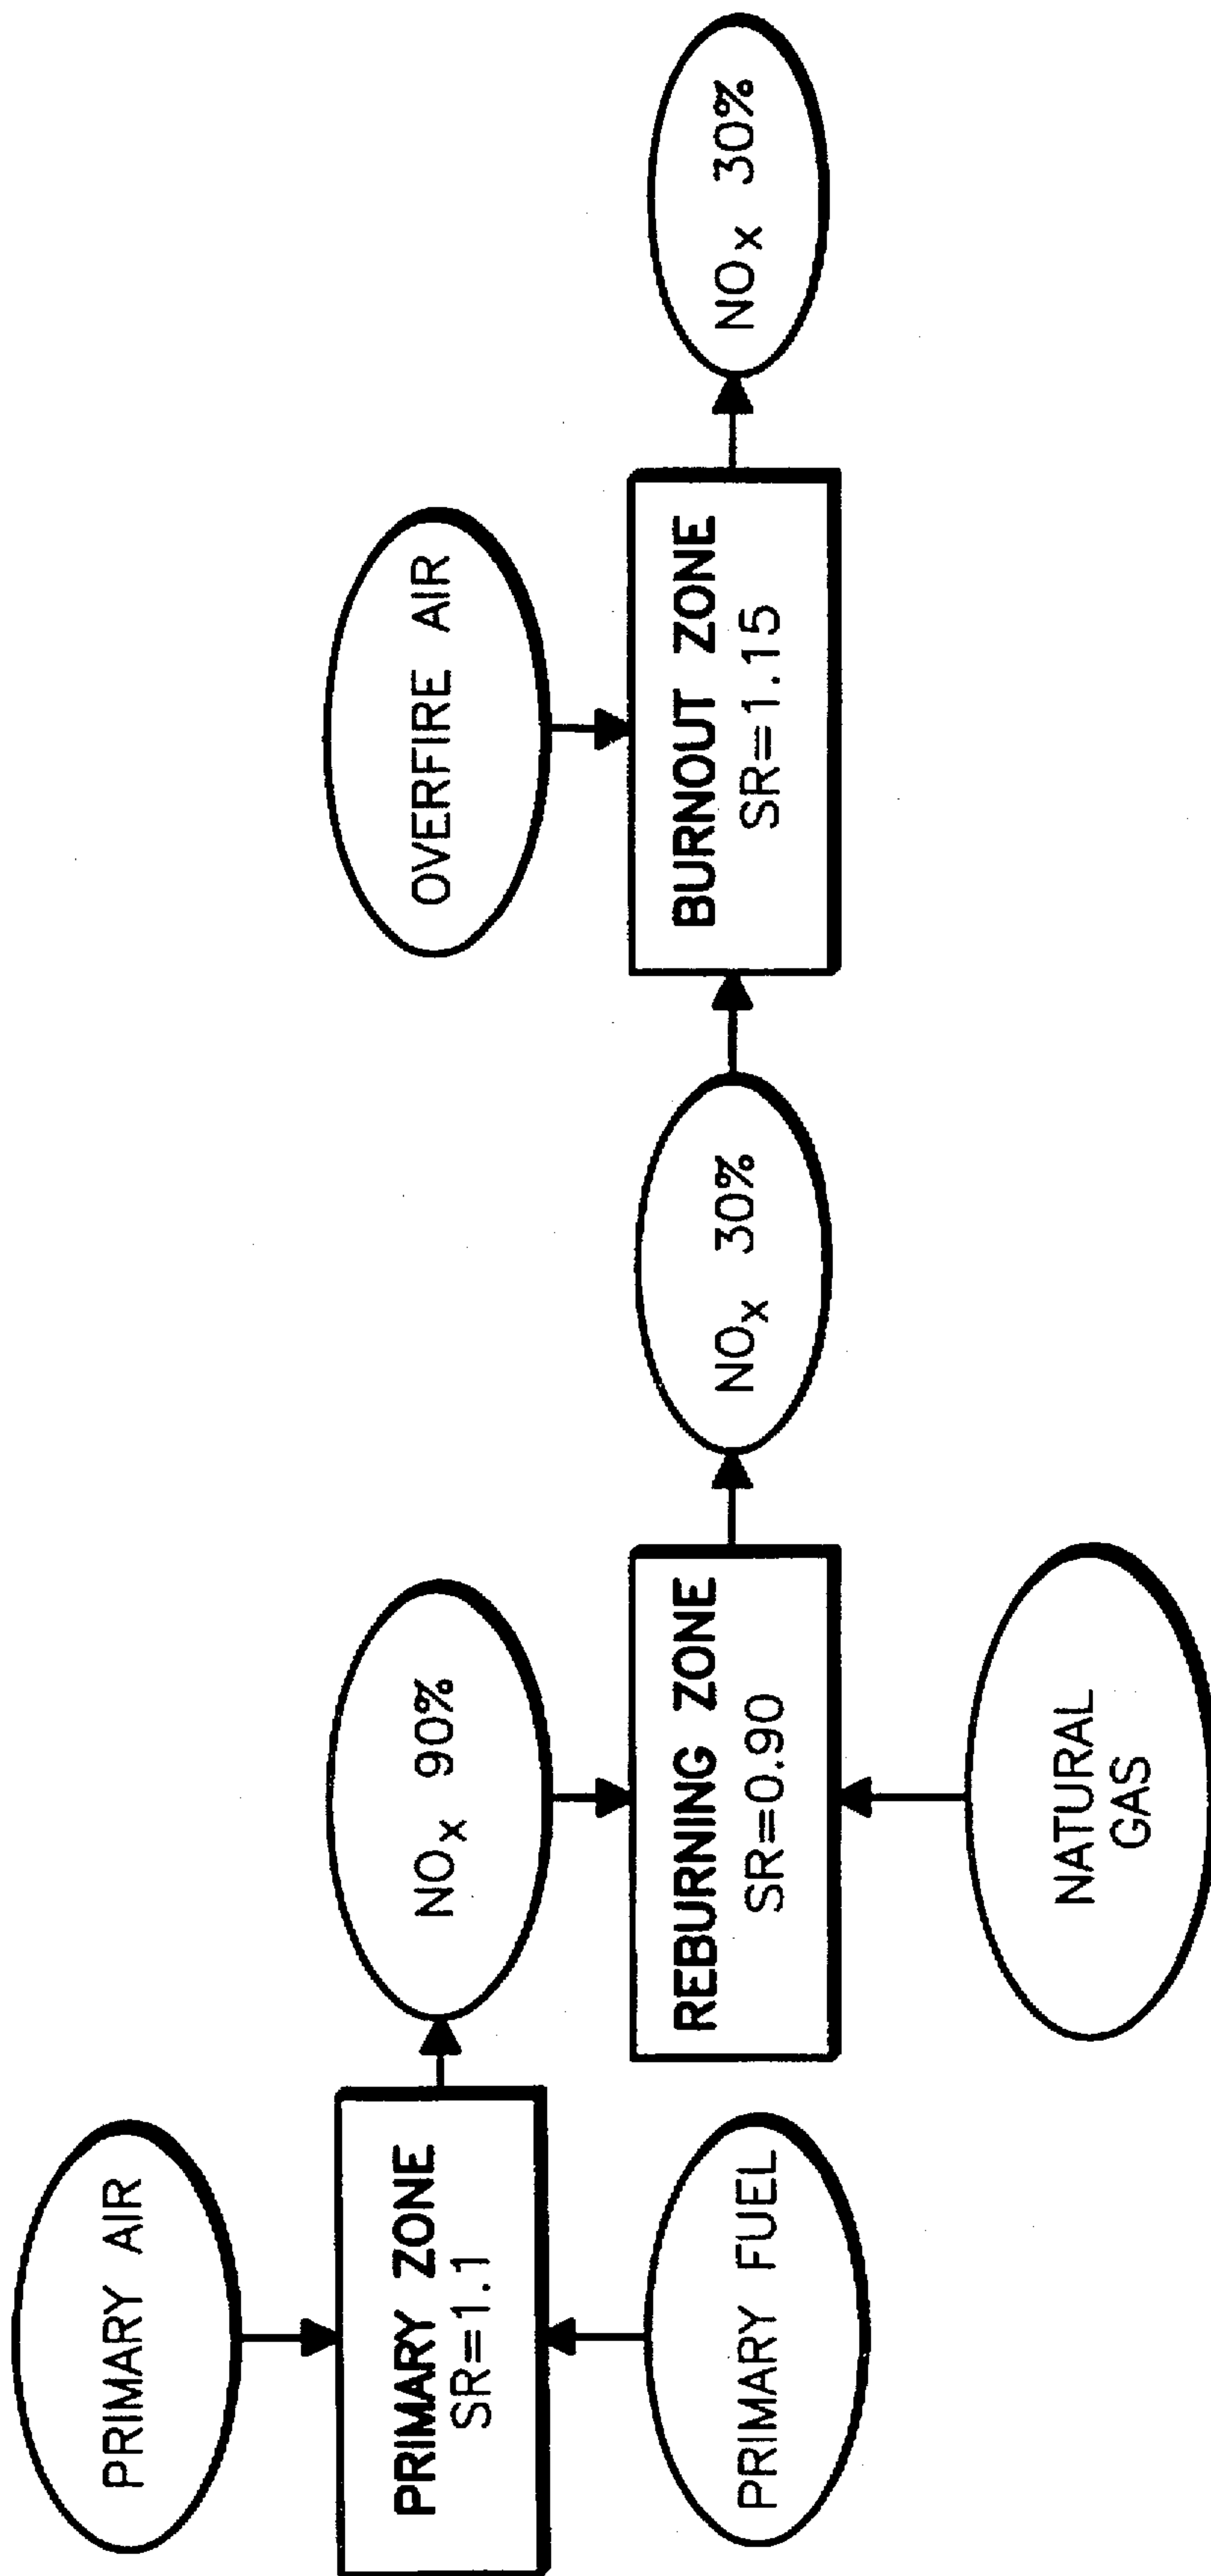 PRIMARY AIR
PRIMARY ZONE
SR=1.1
PRIMARY FUEL
NOx 90%
REBURNING ZONE
SR=0.90
NATURAL
GAS
NOx 30%
OVERFIRE AIR
BURNOUT ZONE
SR=1.15
NOx 30%